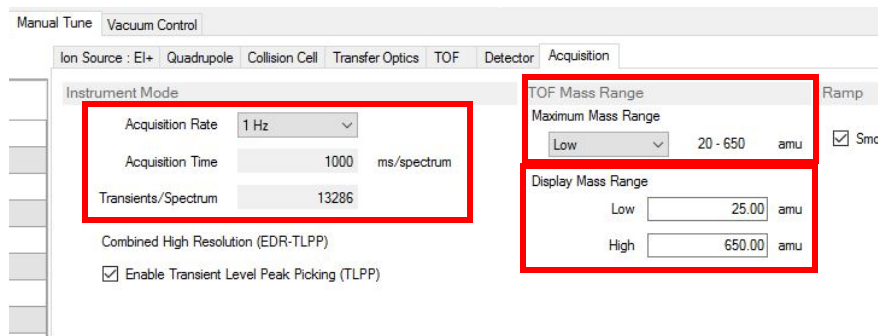 Manual Tune Vacuum Control
Ion Source : EI+ Quadrupole Collision Cell Transfer Optics TOF Detector Acquisition
Instrument Mode
Acquisition Rate 1 Hz
Acquisition Time 1000 ms/spectrum
Transients/Spectrum 13286
Combined High Resolution (EDR-TLPP)
Enable Transient Level Peak Picking (TLPP)
TOF Mass Range
Maximum Mass Range
Low 20 - 650 amu
Display Mass Range
Low 25.00 amu
High 650.00 amu
Ramp